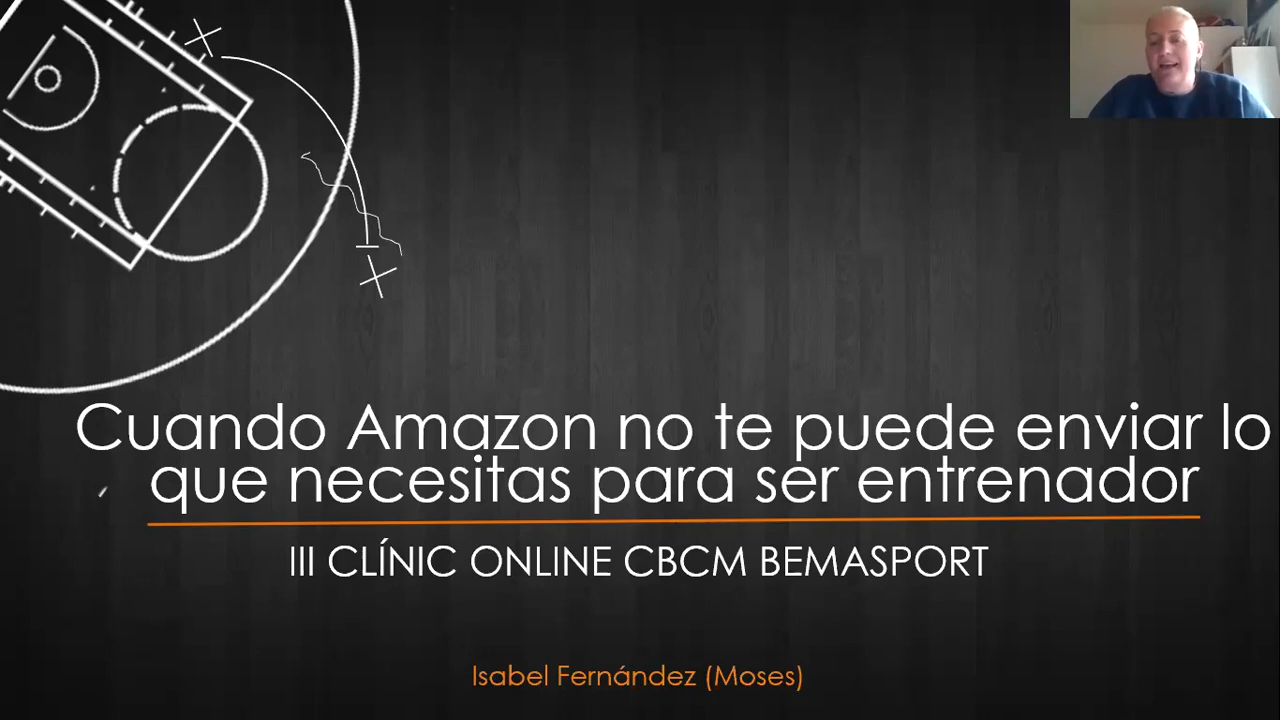 Cuando Amazon no te puede enviar lo
que necesitas para ser entrenador
III CLÍNIC ONLINE CBCM BEMASPORT
Isabel Fernández (Moses)